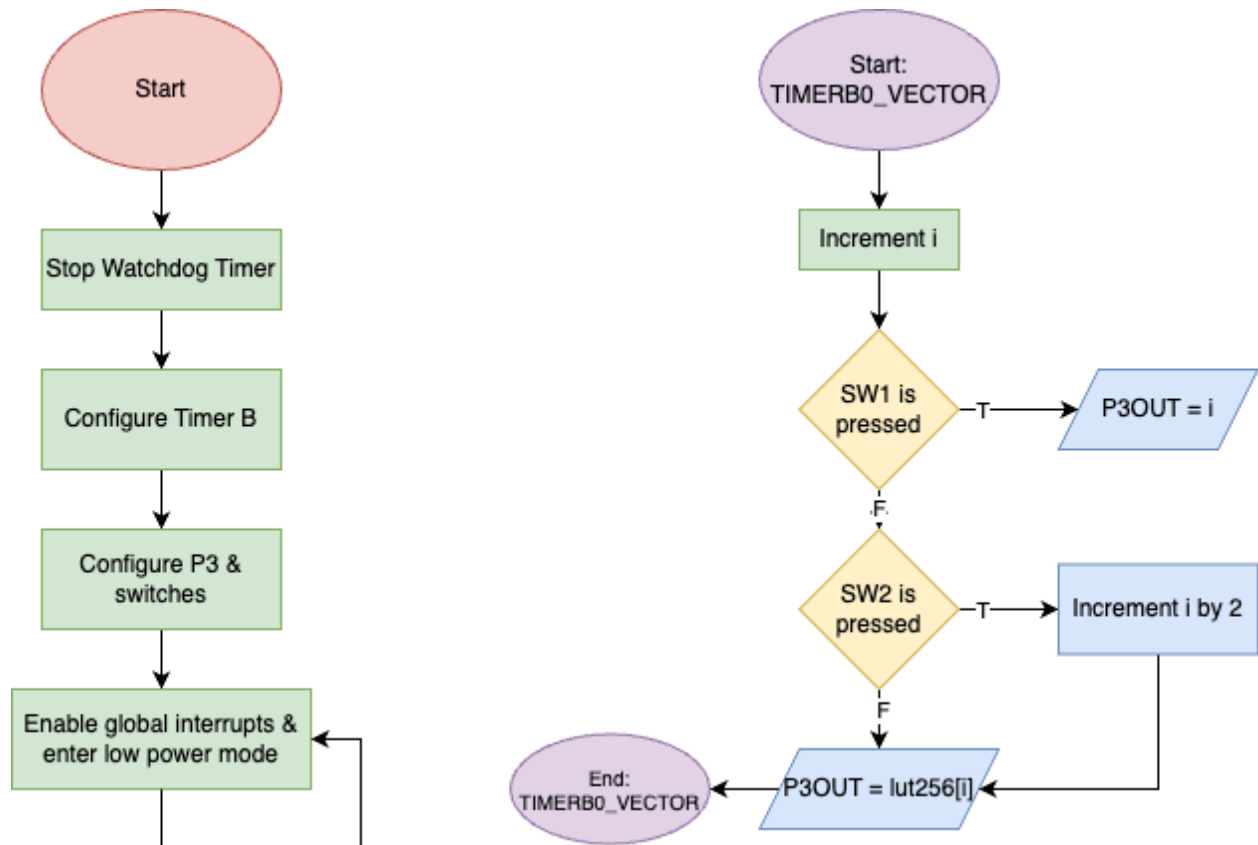 Start
Stop Watchdog Timer
Configure Timer B
Configure P3 &
switches
Enable global interrupts &
enter low power mode
Start:
TIMERB0_VECTOR
Increment i
SW1 is
pressed
T
P3OUT = i
F
SW2 is
pressed
T
Increment i by 2
F
P3OUT = lut256[i]
End:
TIMERB0_VECTOR